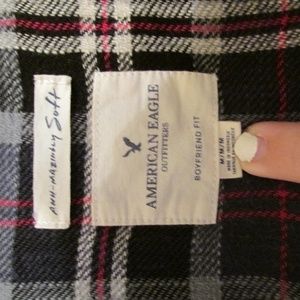 AHH-MAZINGLY Soft
AMERICAN EAGLE
OUTFITTERS
BOYFRIEND FIT
M/M/M